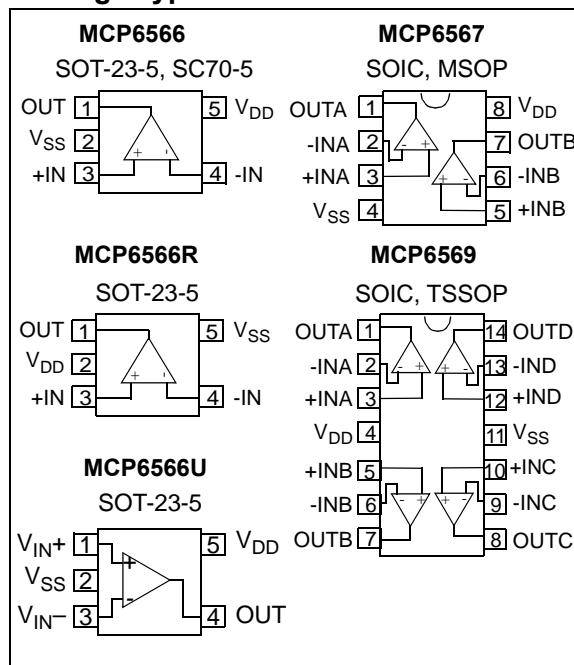 MCP6566
SOT-23-5, SC70-5
OUT 1 5 VDD
VSS 2
+IN 3 4 -IN
+ -
MCP6567
SOIC, MSOP
OUTA 1 8 VDD
-INA 2 7 OUTB
+INA 3 6 -INB
VSS 4 5 +INB
- +
+ -
MCP6566R
SOT-23-5
OUT 1 5 VSS
VDD 2
+IN 3 4 -IN
+ -
MCP6569
SOIC, TSSOP
OUTA 1 14 OUTD
-INA 2 13 -IND
+INA 3 12 +IND
VDD 4 11 VSS
+INB 5 10 +INC
-INB 6 9 -INC
OUTB 7 8 OUTC
- + + -
- + + -
MCP6566U
SOT-23-5
VIN+ 1 5 VDD
VSS 2
VIN– 3 4 OUT
+
-